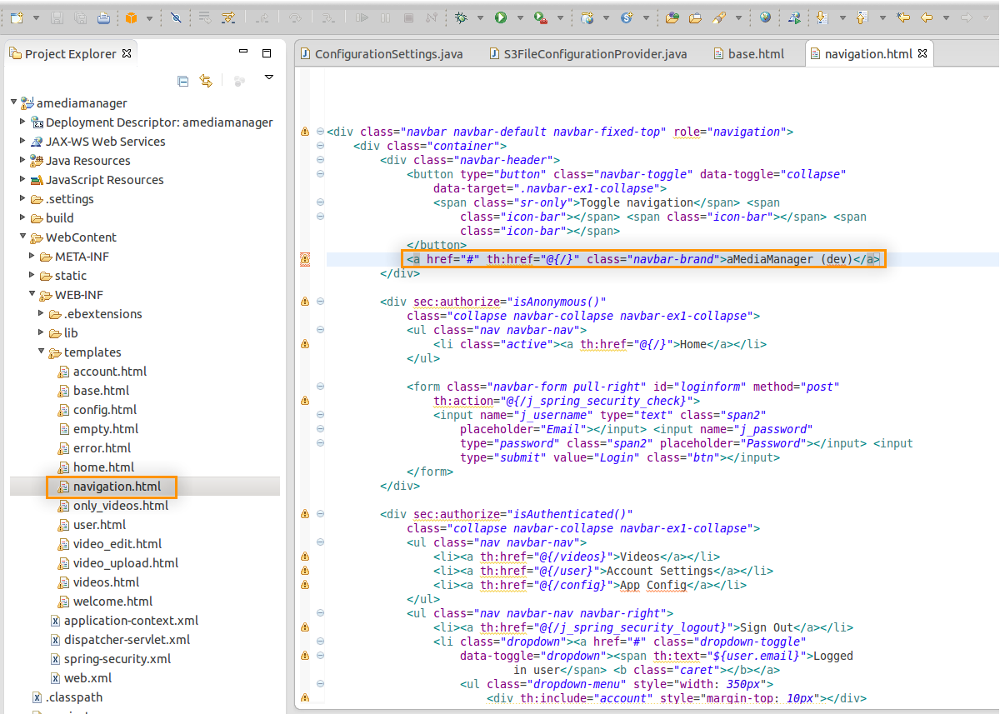 Project Explorer
ConfigurationSettings.java
S3FileConfigurationProvider.java
base.html
navigation.html
amediamanager
Deployment Descriptor: amediamanager
JAX-WS Web Services
Java Resources
JavaScript Resources
.settings
build
WebContent
META-INF
static
WEB-INF
.ebextensions
lib
templates
account.html
base.html
config.html
empty.html
error.html
home.html
navigation.html
only_videos.html
user.html
video_edit.html
video_upload.html
videos.html
welcome.html
application-context.xml
dispatcher-servlet.xml
spring-security.xml
web.xml
.classpath
<div class="navbar navbar-default navbar-fixed-top" role="navigation">
<div class="container">
<div class="navbar-header">
<button type="button" class="navbar-toggle" data-toggle="collapse"
data-target=".navbar-ex1-collapse">
<span class="sr-only">Toggle navigation</span> <span
class="icon-bar"></span> <span class="icon-bar"></span> <span
class="icon-bar"></span>
</button>
<a href="#" th:href="@{/}" class="navbar-brand">aMediaManager (dev)</a>
</div>
<div sec:authorize="isAnonymous()"
class="collapse navbar-collapse navbar-ex1-collapse">
<ul class="nav navbar-nav">
<li class="active"><a th:href="@{/}">Home</a></li>
</ul>
<form class="navbar-form pull-right" id="loginform" method="post"
th:action="@{/j_spring_security_check}">
<input name="j_username" type="text" class="span2"
placeholder="Email"></input> <input name="j_password"
type="password" class="span2" placeholder="Password"></input> <input
type="submit" value="Login" class="btn"></input>
</form>
</div>
<div sec:authorize="isAuthenticated()"
class="collapse navbar-collapse navbar-ex1-collapse">
<ul class="nav navbar-nav">
<li><a th:href="@{/videos}">Videos</a></li>
<li><a th:href="@{/user}">Account Settings</a></li>
<li><a th:href="@{/config}">App Config</a></li>
</ul>
<ul class="nav navbar-nav navbar-right">
<li><a th:href="@{/j_spring_security_logout}">Sign Out</a></li>
<li class="dropdown"><a href="#" class="dropdown-toggle"
data-toggle="dropdown"><span th:text="${user.email}">Logged
in user</span> <b class="caret"></b></a>
<ul class="dropdown-menu" style="width: 350px">
<div th:include="account" style="margin-top: 10px"></div>